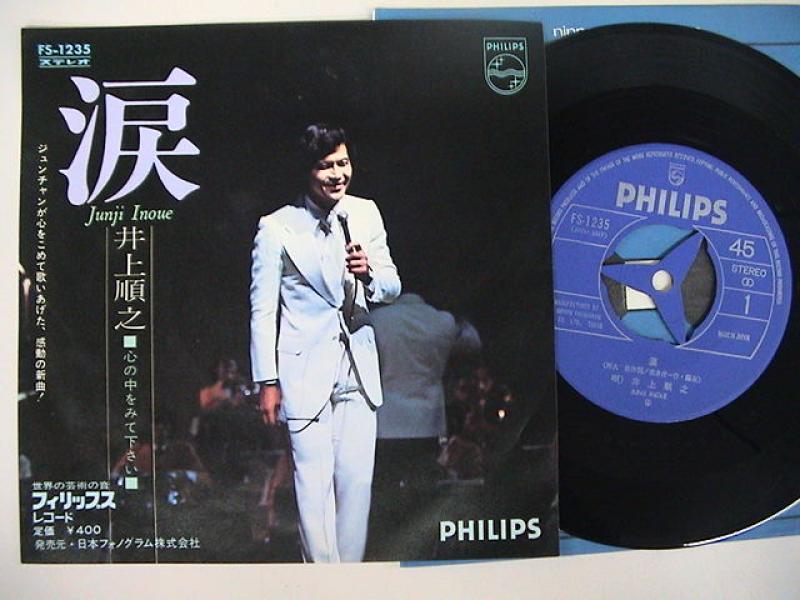 FS-1235
ステレオ
PHILIPS
涙
Junji Inoue
井上順之
ジュンチャンが心をこめて歌いあげた、感動の新曲!
■心の中をみて下さい■
世界の芸術の音
フィリップス
レコード
定価 ¥400
発売元・日本フォノグラム株式会社
PHILIPS
PHILIPS
FS-1235
45
STEREO
1
MADE IN JAPAN
涙
唄) 井上順之
JUNJI INOUE